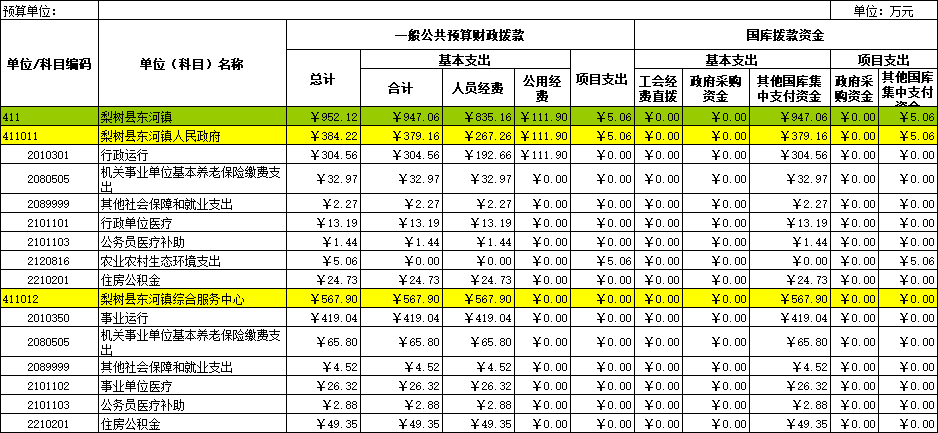 预算单位: 单位: 万元
单位/科目编码 单位（科目）名称 一般公共预算财政拨款 国库拨款资金
总计 基本支出 项目支出 基本支出 项目支出
合计 人员经费 公用经费 工会经费直拨 政府采购资金 其他国库集中支付资金 政府采购资金 其他国库集中支付资金
411 梨树县东河镇 ￥952.12 ￥947.06 ￥835.16 ￥111.90 ￥5.06 ￥0.00 ￥0.00 ￥947.06 ￥0.00 ￥5.06
411011 梨树县东河镇人民政府 ￥384.22 ￥379.16 ￥267.26 ￥111.90 ￥5.06 ￥0.00 ￥0.00 ￥379.16 ￥0.00 ￥5.06
2010301 行政运行 ￥304.56 ￥304.56 ￥192.66 ￥111.90 ￥0.00 ￥0.00 ￥0.00 ￥304.56 ￥0.00 ￥0.00
2080505 机关事业单位基本养老保险缴费支出 ￥32.97 ￥32.97 ￥32.97 ￥0.00 ￥0.00 ￥0.00 ￥0.00 ￥32.97 ￥0.00 ￥0.00
2089999 其他社会保障和就业支出 ￥2.27 ￥2.27 ￥2.27 ￥0.00 ￥0.00 ￥0.00 ￥0.00 ￥2.27 ￥0.00 ￥0.00
2101101 行政单位医疗 ￥13.19 ￥13.19 ￥13.19 ￥0.00 ￥0.00 ￥0.00 ￥0.00 ￥13.19 ￥0.00 ￥0.00
2101103 公务员医疗补助 ￥1.44 ￥1.44 ￥1.44 ￥0.00 ￥0.00 ￥0.00 ￥0.00 ￥1.44 ￥0.00 ￥0.00
2120816 农业农村生态环境支出 ￥5.06 ￥0.00 ￥0.00 ￥0.00 ￥5.06 ￥0.00 ￥0.00 ￥0.00 ￥0.00 ￥5.06
2210201 住房公积金 ￥24.73 ￥24.73 ￥24.73 ￥0.00 ￥0.00 ￥0.00 ￥0.00 ￥24.73 ￥0.00 ￥0.00
411012 梨树县东河镇综合服务中心 ￥567.90 ￥567.90 ￥567.90 ￥0.00 ￥0.00 ￥0.00 ￥0.00 ￥567.90 ￥0.00 ￥0.00
2010350 事业运行 ￥419.04 ￥419.04 ￥419.04 ￥0.00 ￥0.00 ￥0.00 ￥0.00 ￥419.04 ￥0.00 ￥0.00
2080505 机关事业单位基本养老保险缴费支出 ￥65.80 ￥65.80 ￥65.80 ￥0.00 ￥0.00 ￥0.00 ￥0.00 ￥65.80 ￥0.00 ￥0.00
2089999 其他社会保障和就业支出 ￥4.52 ￥4.52 ￥4.52 ￥0.00 ￥0.00 ￥0.00 ￥0.00 ￥4.52 ￥0.00 ￥0.00
2101102 事业单位医疗 ￥26.32 ￥26.32 ￥26.32 ￥0.00 ￥0.00 ￥0.00 ￥0.00 ￥26.32 ￥0.00 ￥0.00
2101103 公务员医疗补助 ￥2.88 ￥2.88 ￥2.88 ￥0.00 ￥0.00 ￥0.00 ￥0.00 ￥2.88 ￥0.00 ￥0.00
2210201 住房公积金 ￥49.35 ￥49.35 ￥49.35 ￥0.00 ￥0.00 ￥0.00 ￥0.00 ￥49.35 ￥0.00 ￥0.00